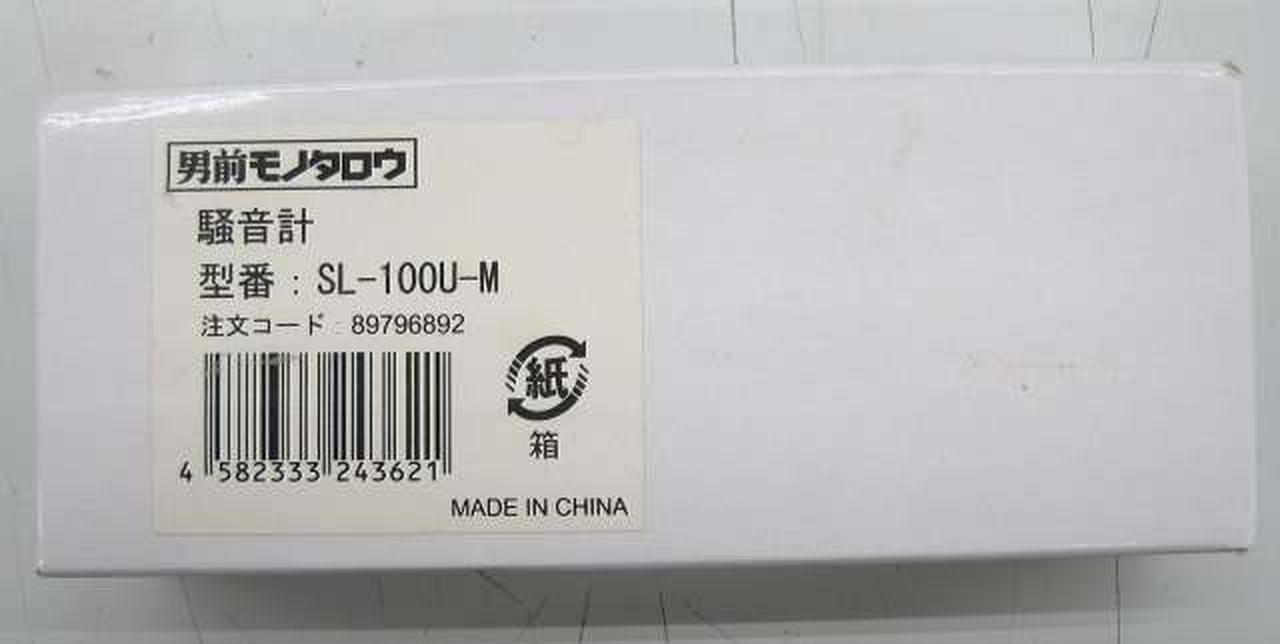 男前モノタロウ
騒音計
型番：SL-100U-M
注文コード：89796892
紙
箱
4 582333 243621
MADE IN CHINA